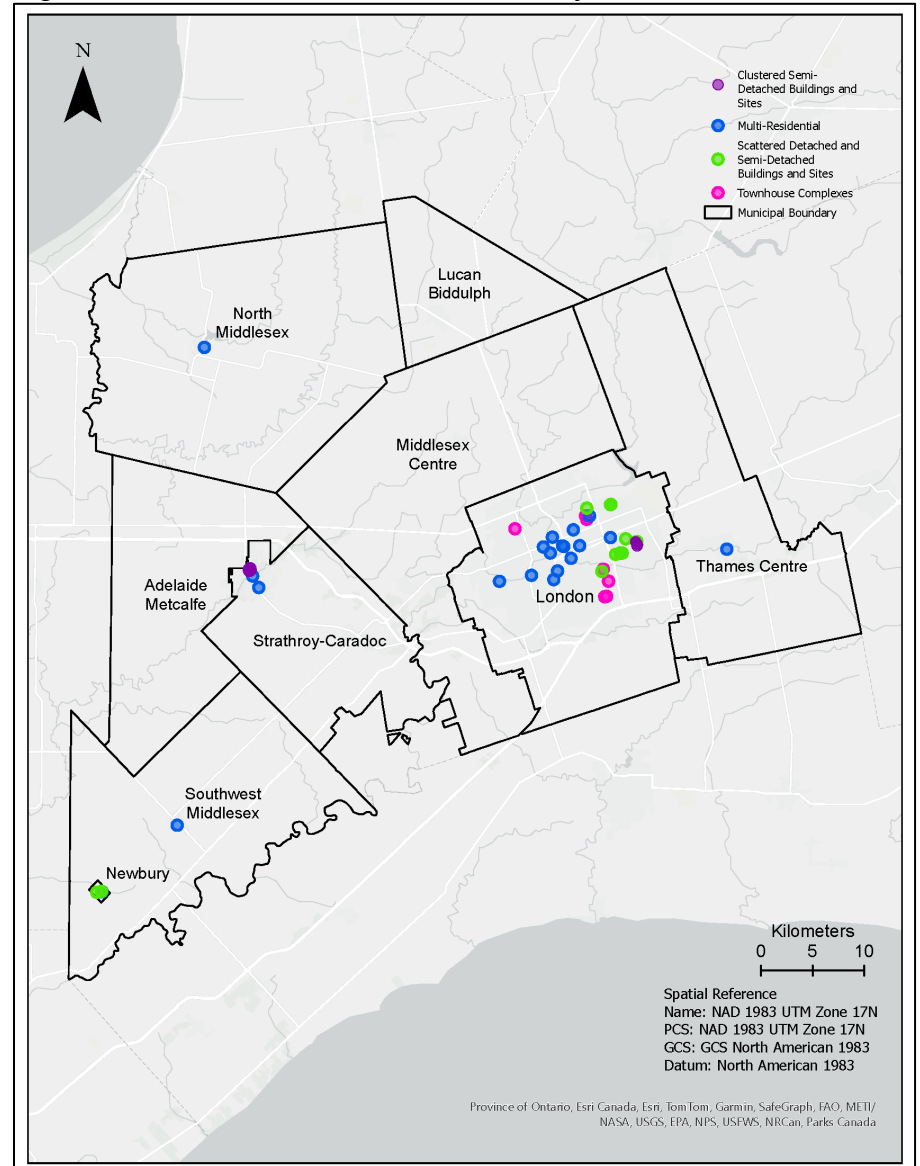 N
Clustered Semi-
Detached Buildings and
Sites
Multi-Residential
Scattered Detached and
Semi-Detached
Buildings and Sites
Townhouse Complexes
Municipal Boundary
Lucan
Biddulph
North
Middlesex
Middlesex
Centre
Thames Centre
Adelaide
Metcalfe
London
Strathroy-Caradoc
Southwest
Middlesex
Newbury
Kilometers
0 5 10
Spatial Reference
Name: NAD 1983 UTM Zone 17N
PCS: NAD 1983 UTM Zone 17N
GCS: GCS North American 1983
Datum: North American 1983
Province of Ontario, Esri Canada, Esri, TomTom, Garmin, SafeGraph, FAO, METI/
NASA, USGS, EPA, NPS, USFWS, NRCan, Parks Canada